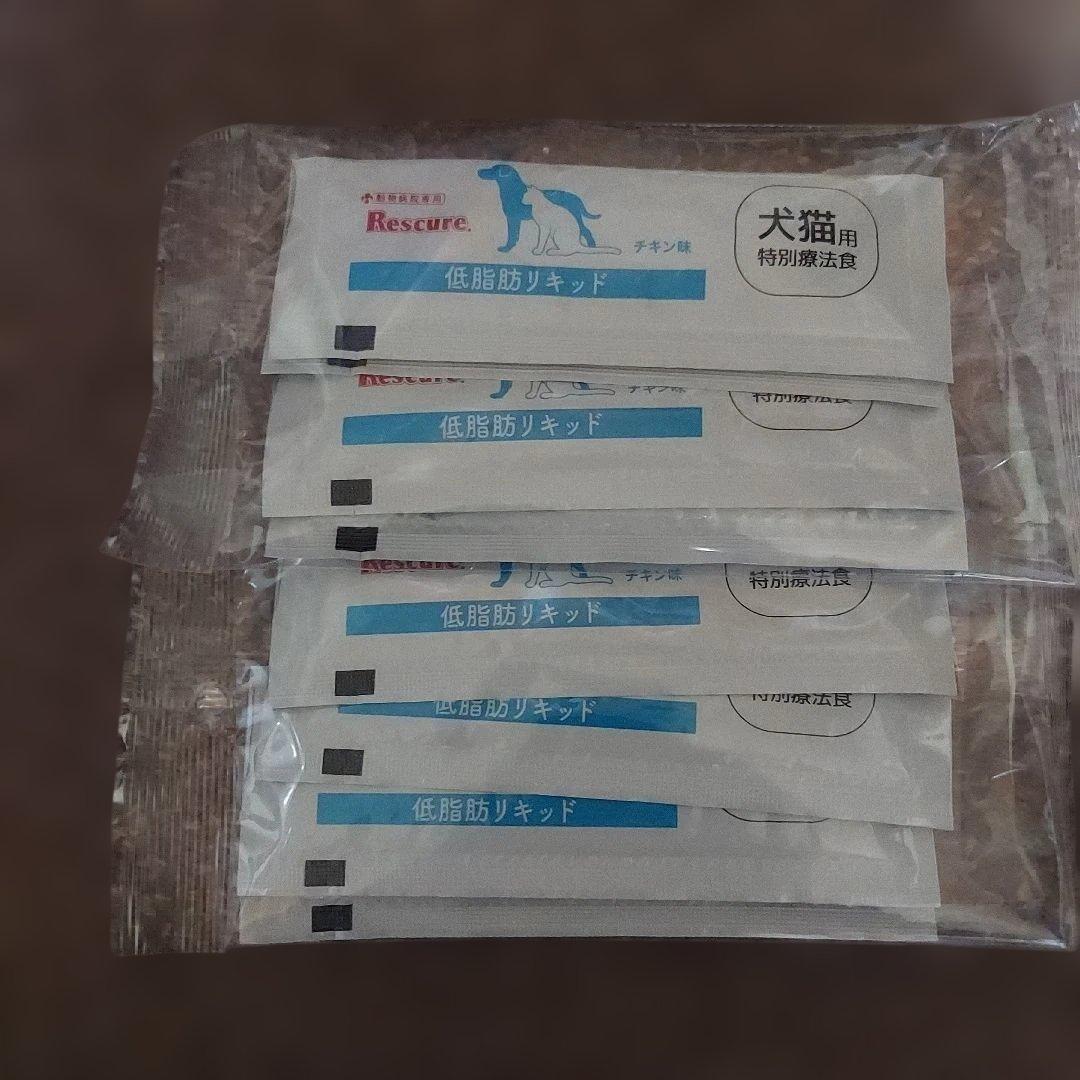 動物病院専用
Rescure.
チキン味
低脂肪リキッド
犬猫用
特別療法食
Rescure.
チキン味
特別療法食
低脂肪リキッド
Rescure.
チキン味
特別療法食
低脂肪リキッド
特別療法食
低脂肪リキッド
低脂肪リキッド